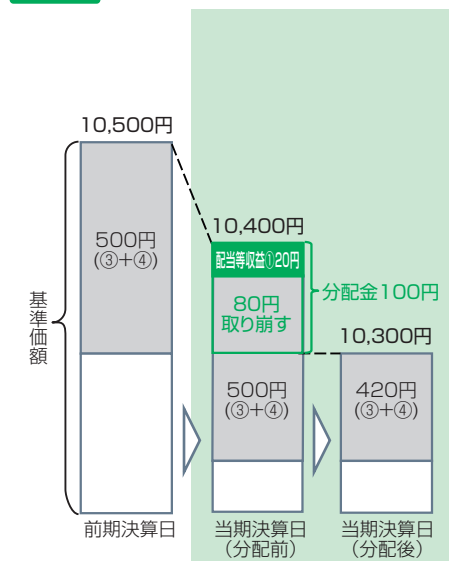 10,500円
500円
(③+④)
基準価額
前期決算日
10,400円
配当等収益①20円
80円
取り崩す
分配金100円
500円
(③+④)
当期決算日
(分配前)
10,300円
420円
(③+④)
当期決算日
(分配後)